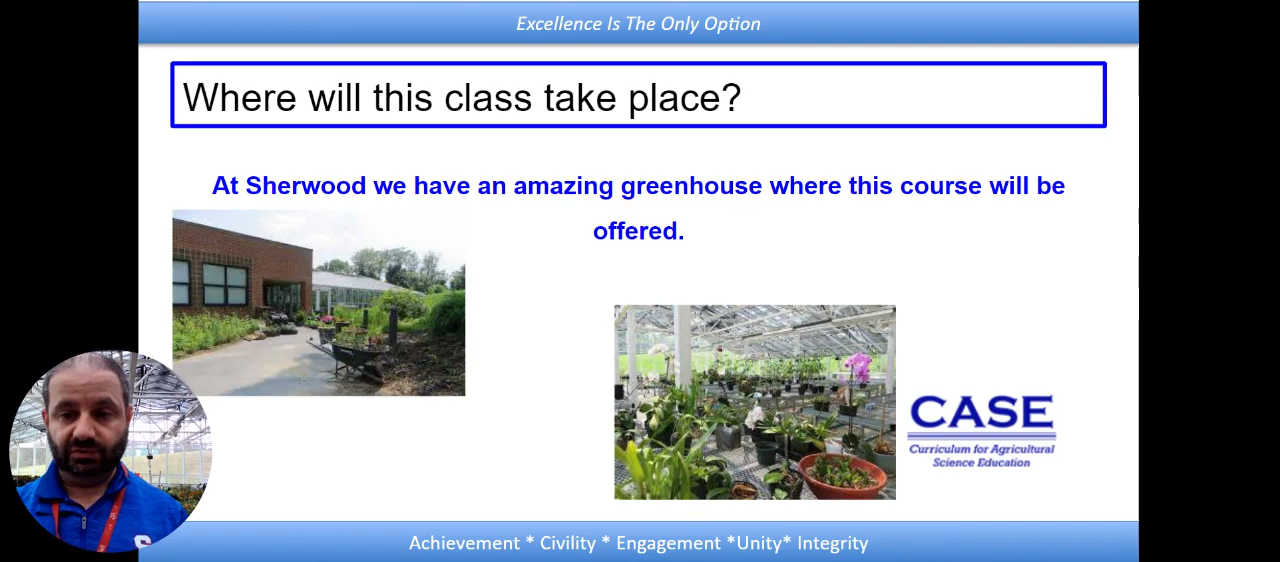 Excellence Is The Only Option
Where will this class take place?
At Sherwood we have an amazing greenhouse where this course will be
offered.
CASE
Curriculum for Agricultural
Science Education
Achievement * Civility * Engagement *Unity* Integrity